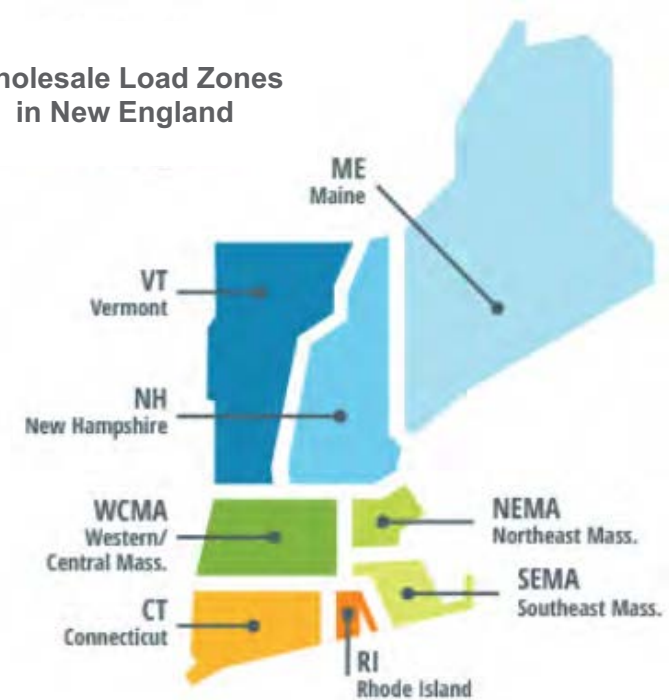 holesale Load Zones
in New England
ME
Maine
VT
Vermont
NH
New Hampshire
WCMA
Western/
Central Mass.
NEMA
Northeast Mass.
SEMA
Southeast Mass.
CT
Connecticut
RI
Rhode Island